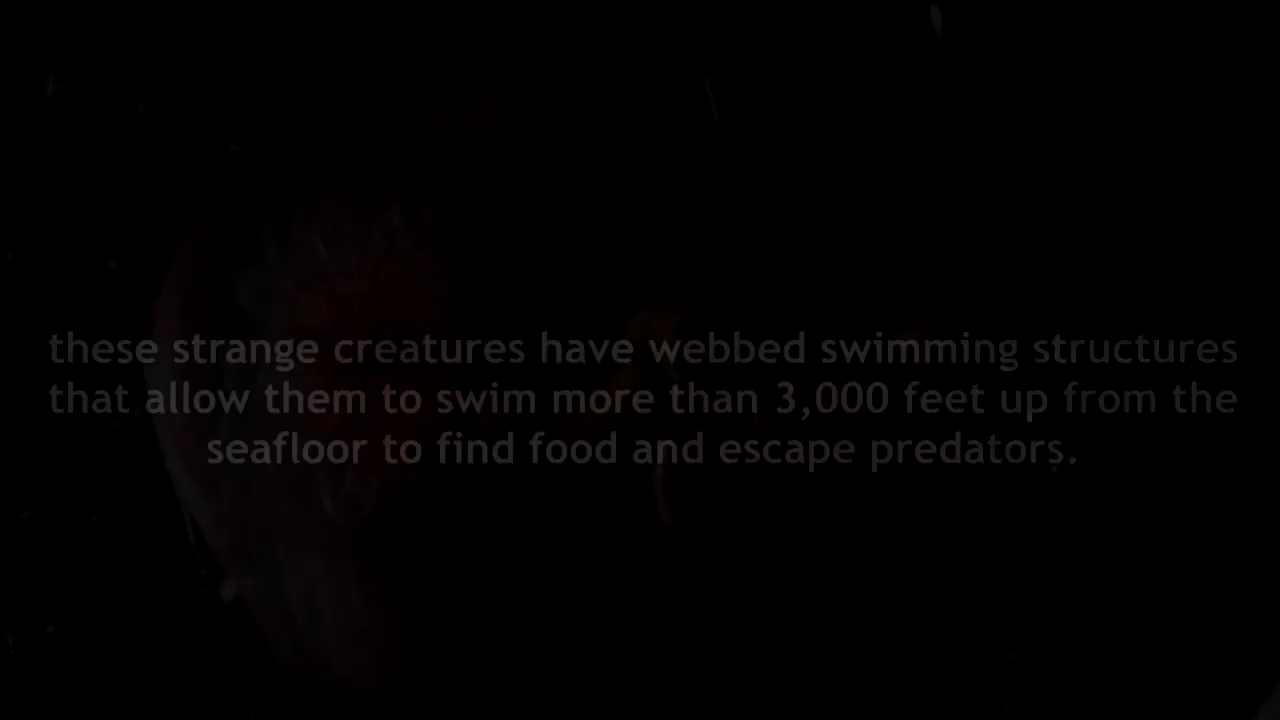 these strange creatures have webbed swimming structures
that allow them to swim more than 3,000 feet up from the
seafloor to find food and escape predators.